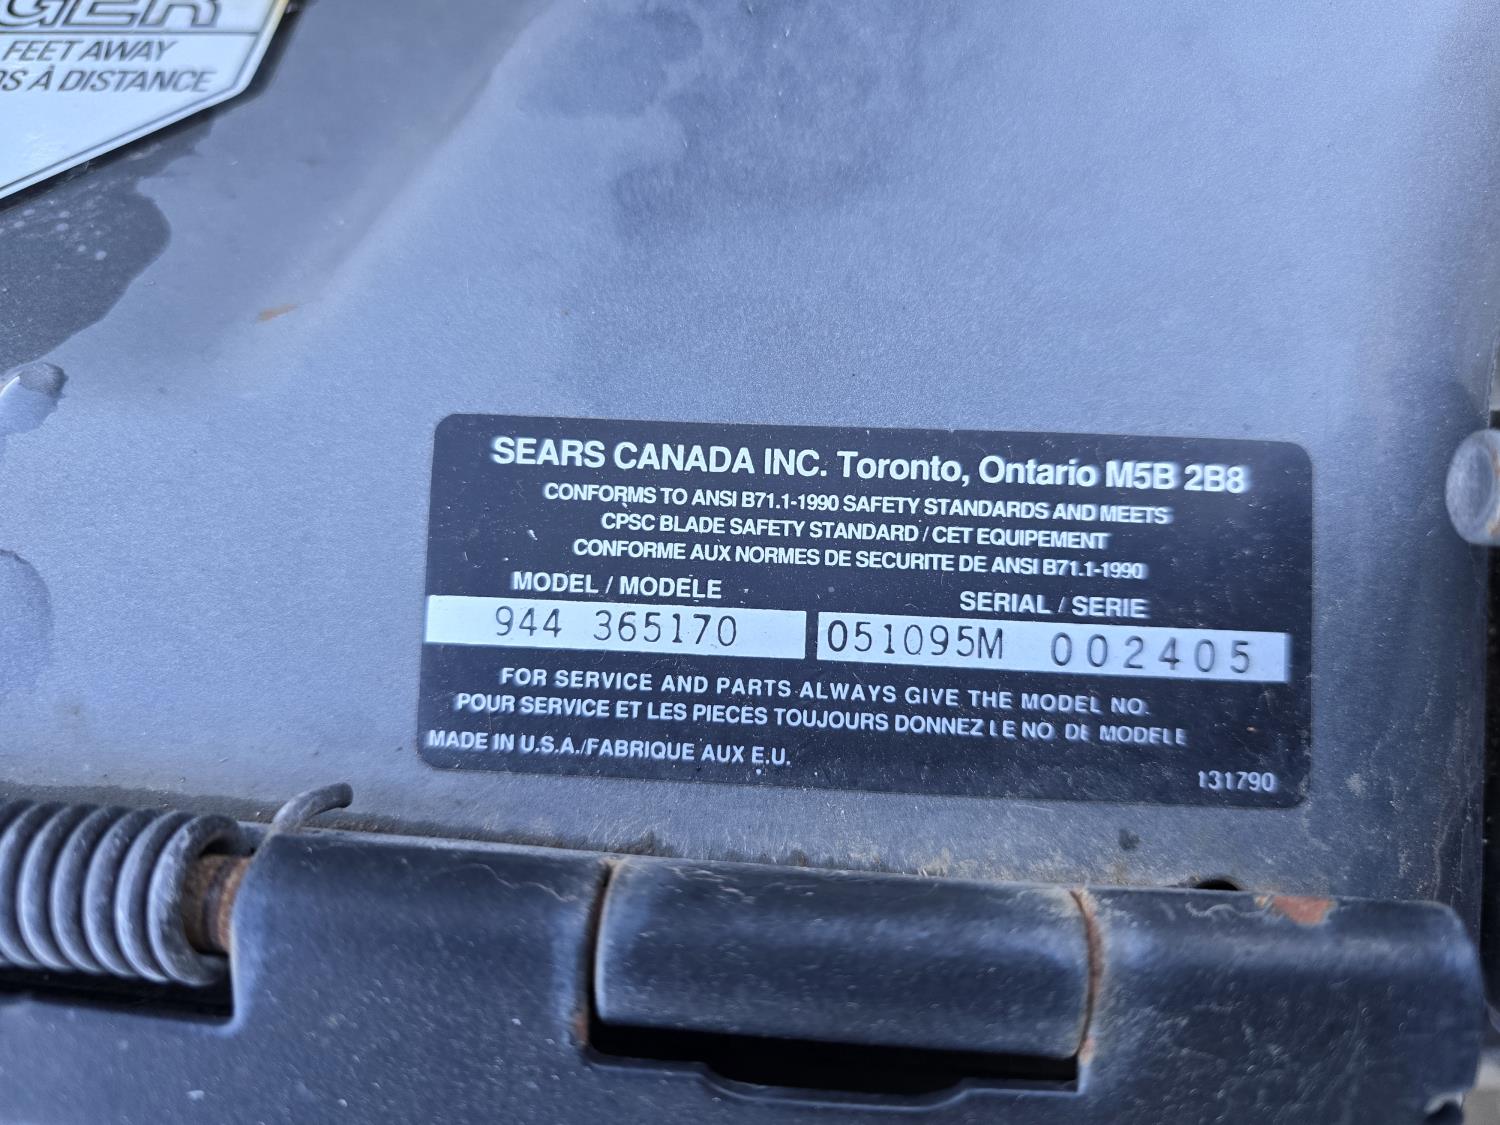 FEET AWAY
À DISTANCE
SEARS CANADA INC. Toronto, Ontario M5B 2B8
CONFORMS TO ANSI B71.1-1990 SAFETY STANDARDS AND MEETS
CPSC BLADE SAFETY STANDARD / CET EQUIPEMENT
CONFORME AUX NORMES DE SECURITE DE ANSI B71.1-1990
MODEL / MODELE SERIAL / SERIE
944 365170 051095M 002405
FOR SERVICE AND PARTS ALWAYS GIVE THE MODEL NO.
POUR SERVICE ET LES PIECES TOUJOURS DONNEZ LE NO. DE MODELE
MADE IN U.S.A./FABRIQUE AUX E.U.
131790